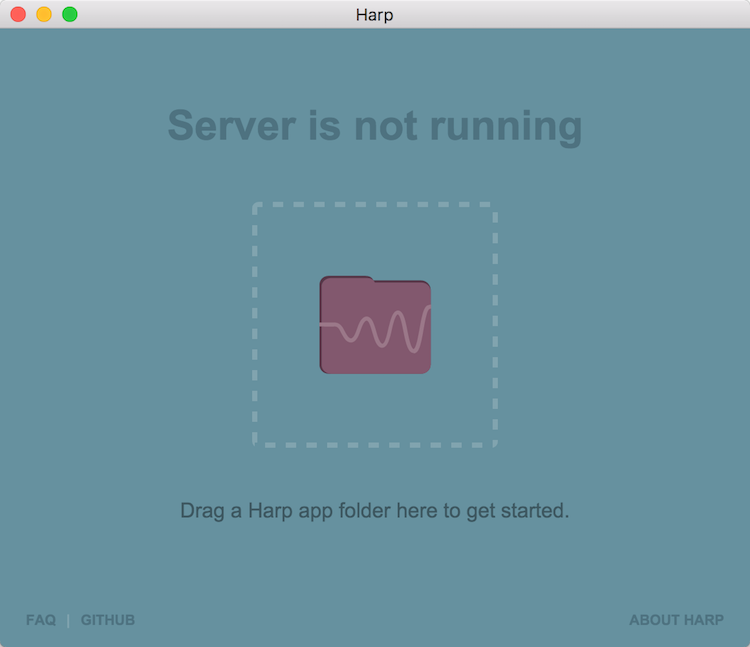 Harp
Server is not running
Drag a Harp app folder here to get started.
FAQ | GITHUB
ABOUT HARP